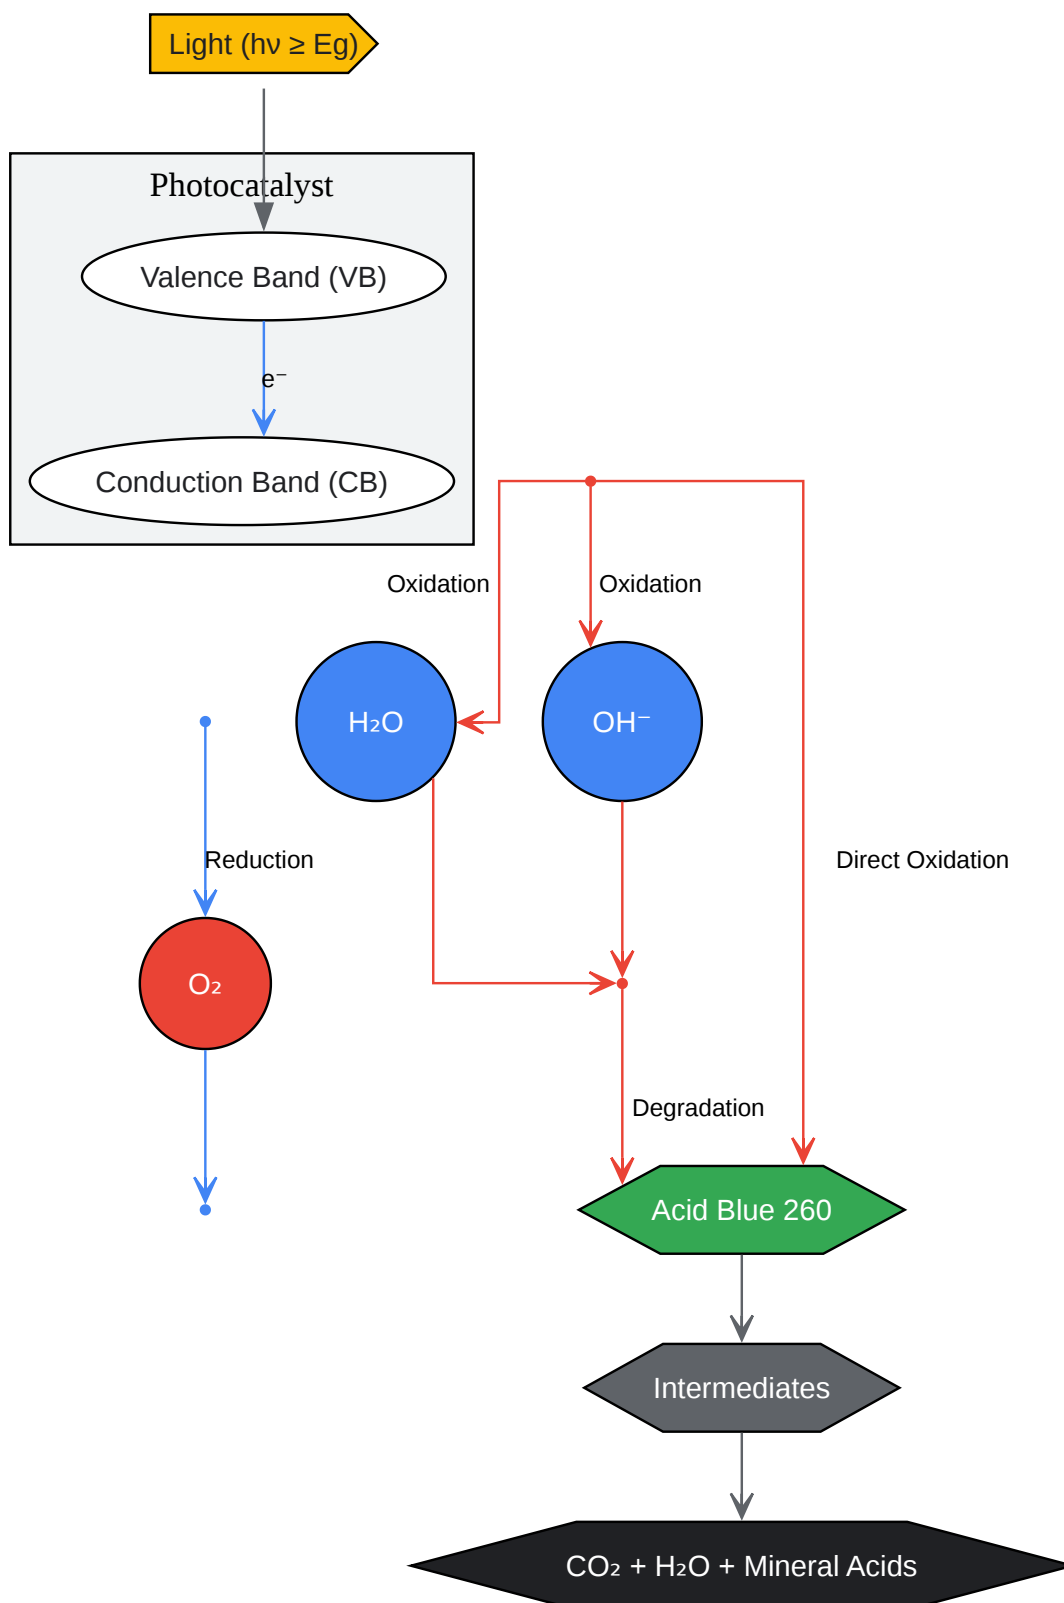 Light (hν ≥ Eg)
Photocatalyst
Valence Band (VB)
e⁻
Conduction Band (CB)
Oxidation
Oxidation
H₂O
OH⁻
Reduction
Direct Oxidation
O₂
Degradation
Acid Blue 260
Intermediates
CO₂ + H₂O + Mineral Acids